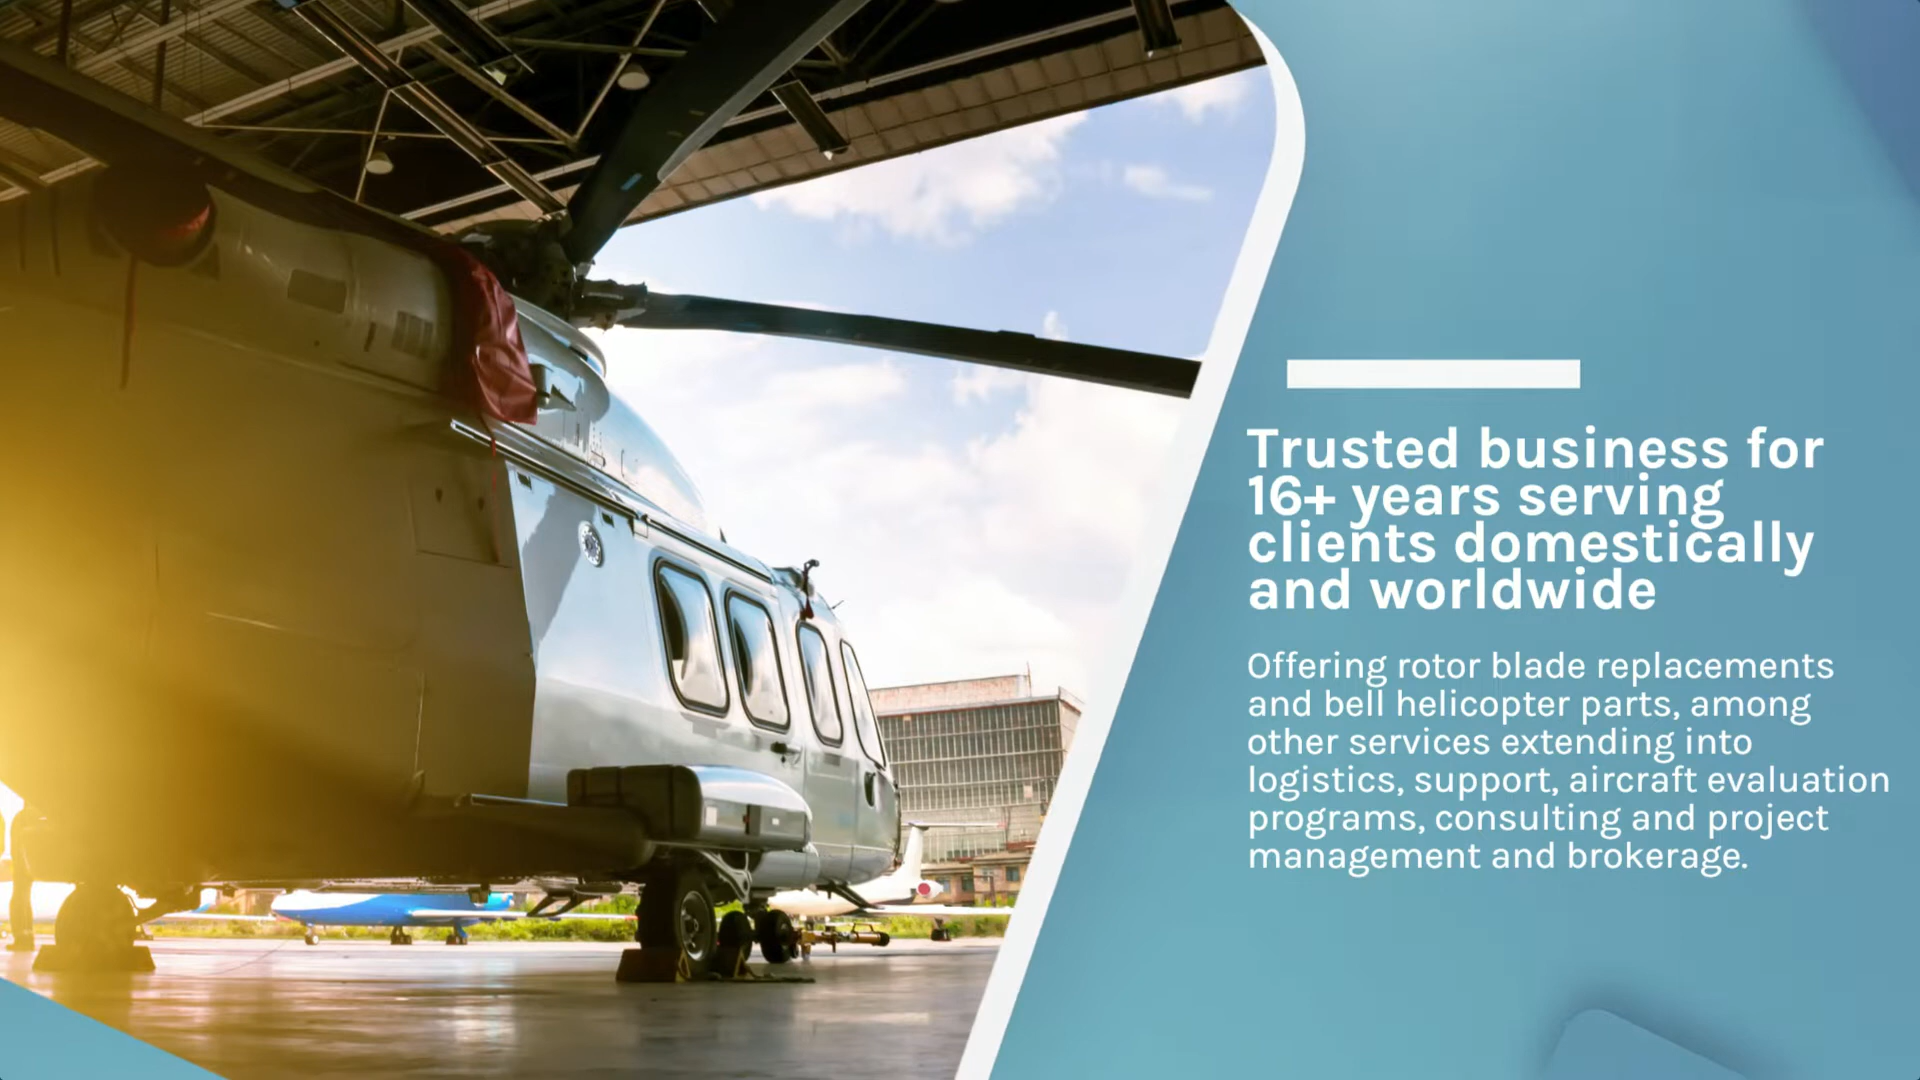 Trusted business for
16+ years serving
clients domestically
and worldwide
Offering rotor blade replacements
and bell helicopter parts, among
other services extending into
logistics, support, aircraft evaluation
programs, consulting and project
management and brokerage.